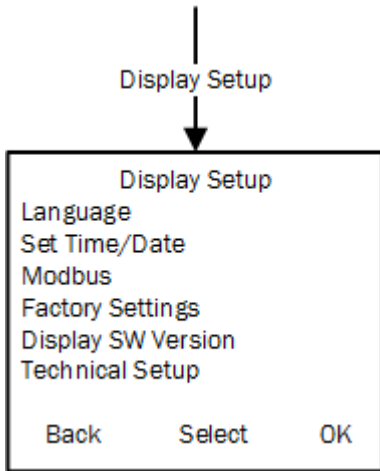 Display Setup
Display Setup
Language
Set Time/Date
Modbus
Factory Settings
Display SW Version
Technical Setup
Back Select OK